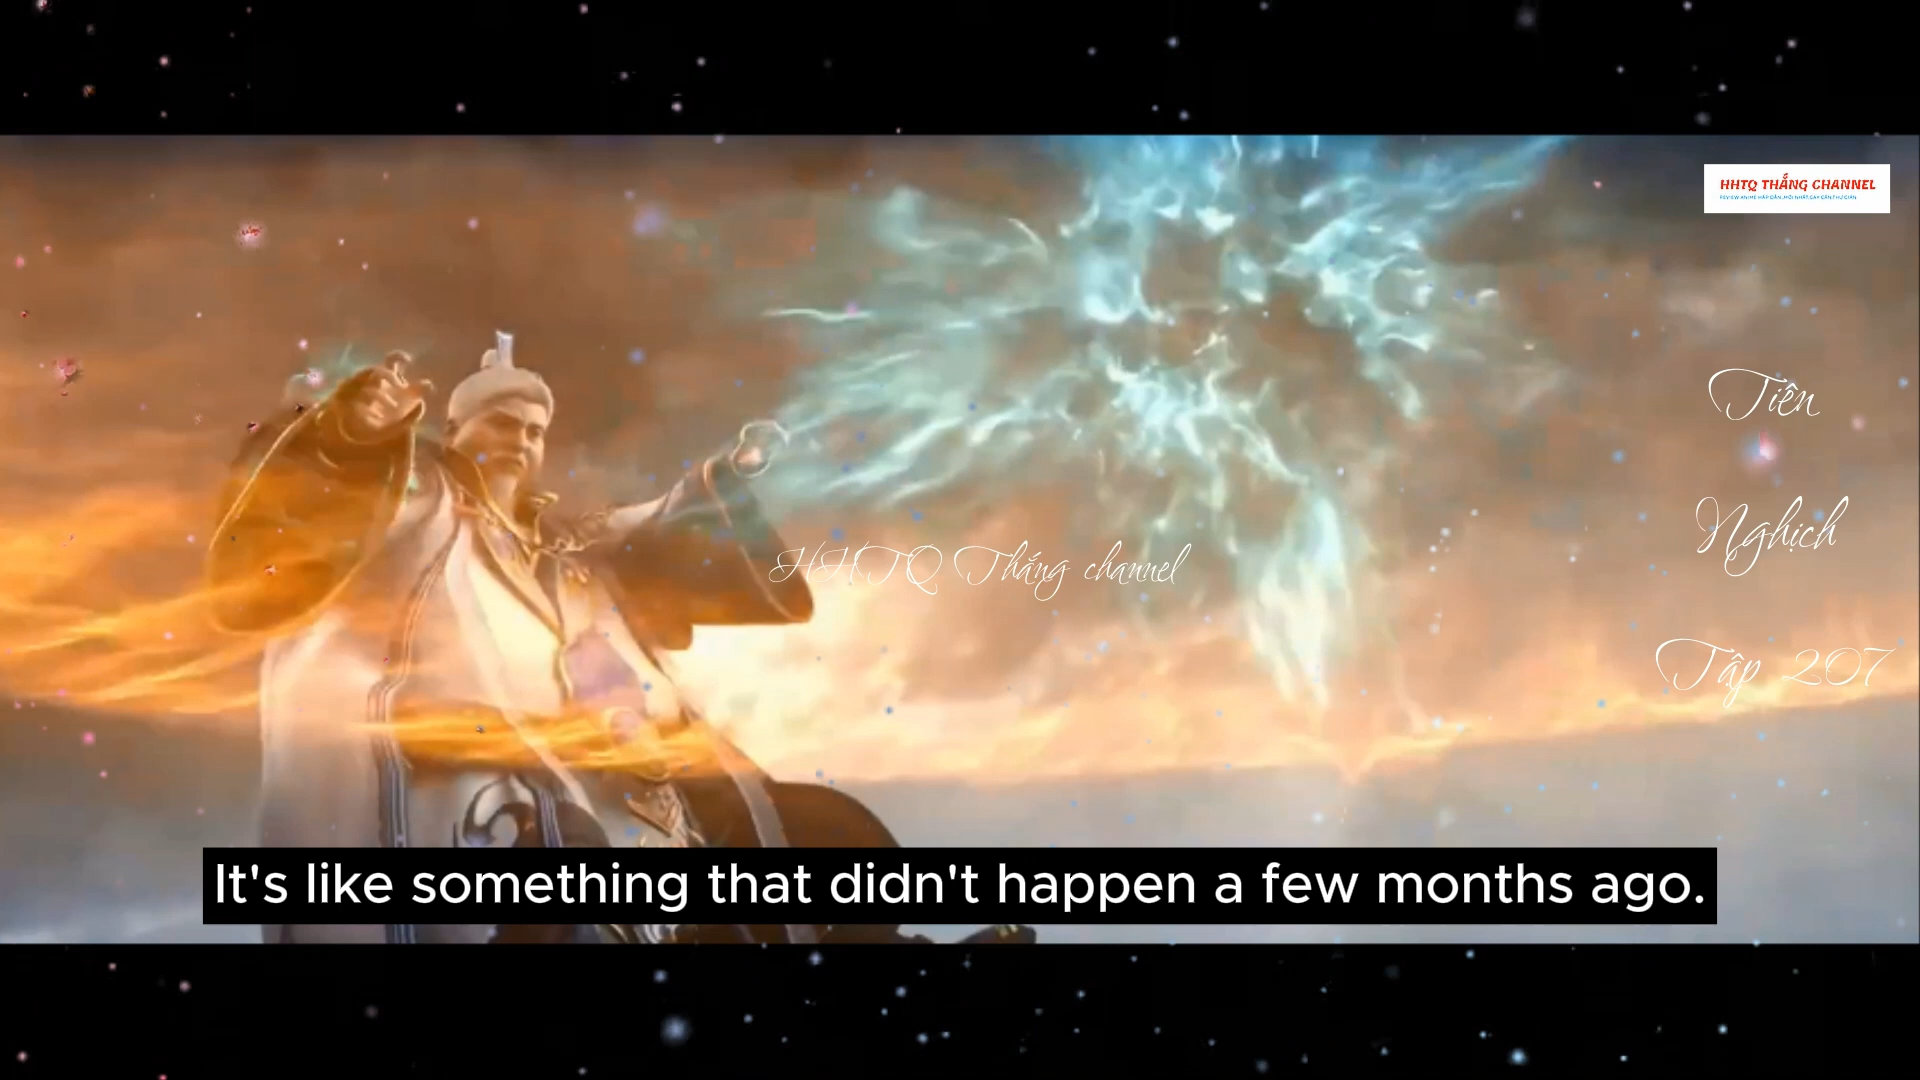 HHTQ THẮNG CHANNEL
Tiên
Nghịch
HHTQ Thắng channel
Tập 207
It's like something that didn't happen a few months ago.